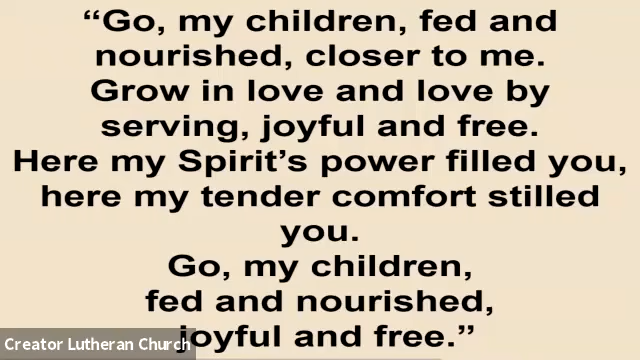 “Go, my children, fed and
nourished, closer to me.
Grow in love and love by
serving, joyful and free.
Here my Spirit’s power filled you,
here my tender comfort stilled
you.
Go, my children,
fed and nourished,
joyful and free.”
Creator Lutheran Church